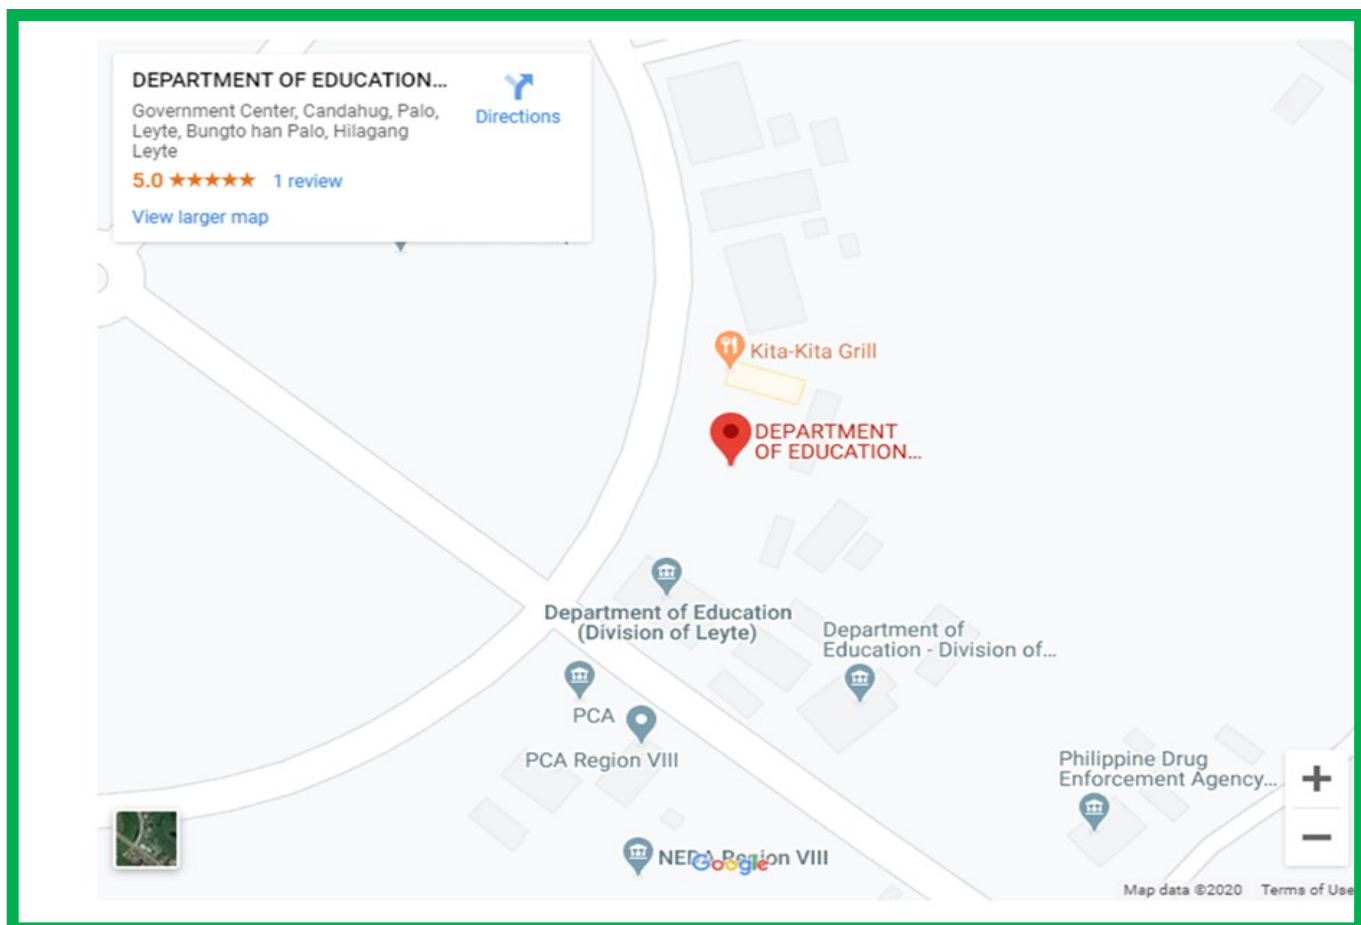 DEPARTMENT OF EDUCATION...
Government Center, Candahug, Palo,
Leyte, Bungto han Palo, Hilagang
Leyte
5.0 ★★★★★ 1 review
View larger map
Directions
Kita-Kita Grill
DEPARTMENT
OF EDUCATION...
Department of Education
(Division of Leyte)
Department of
Education - Division of...
PCA
PCA Region VIII
Philippine Drug
Enforcement Agency...
NEDA Region VIII
Google
Map data ©2020 Terms of Use